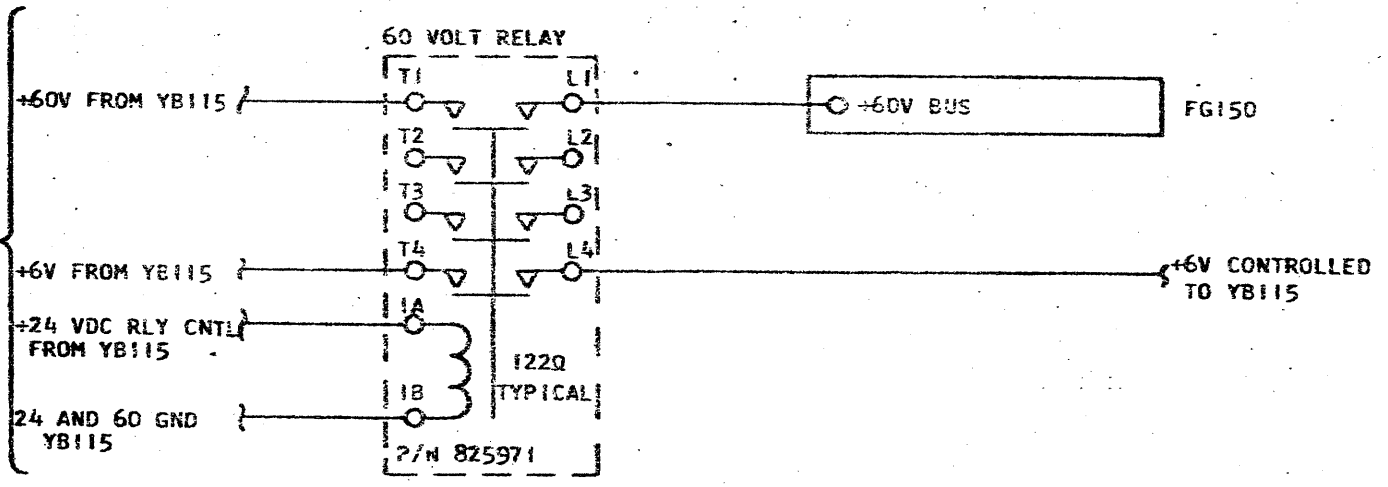 60 VOLT RELAY
T1 L1
+60V FROM YB115
+60V BUS
FG150
T2 L2
T3 L3
T4 L4
+6V FROM YB115
+6V CONTROLLED
TO YB115
1A
+24 VDC RLY CNTL
FROM YB115
122Ω
TYPICAL
1B
24 AND 60 GND
YB115
P/N 825971